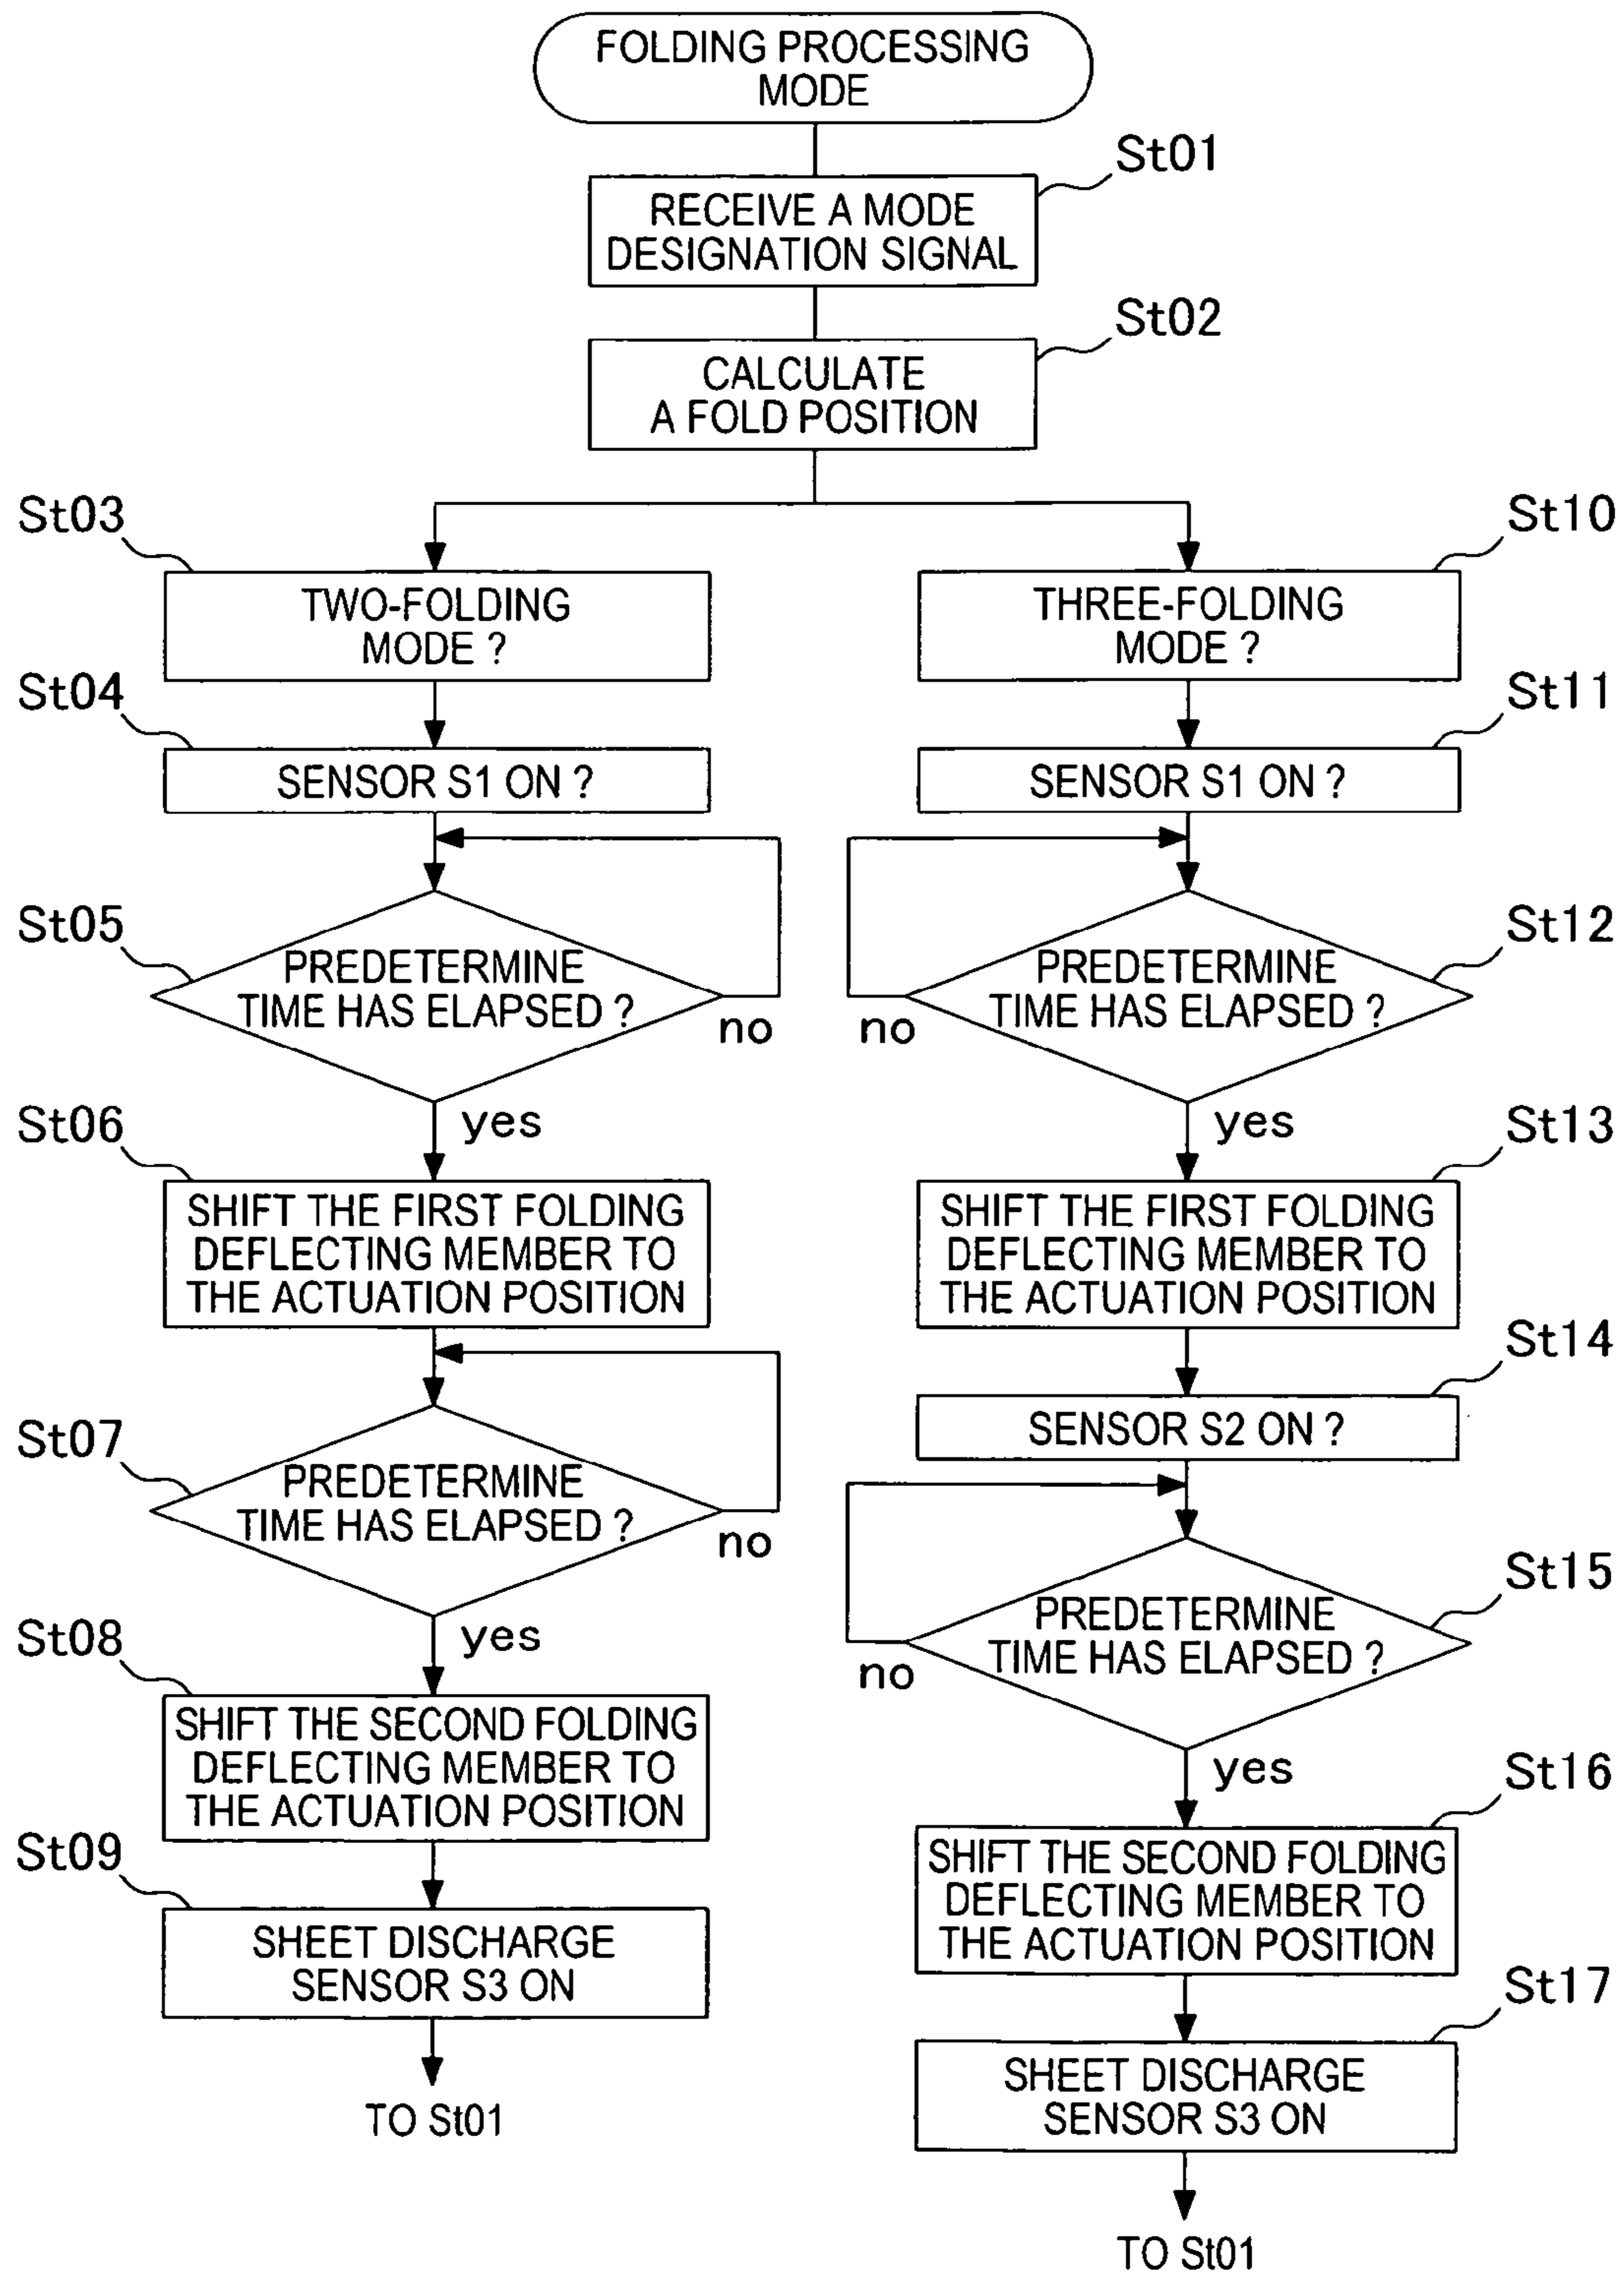 FOLDING PROCESSING
MODE
St01
RECEIVE A MODE
DESIGNATION SIGNAL
St02
CALCULATE
A FOLD POSITION
St03
TWO-FOLDING
MODE ?
St04
SENSOR S1 ON ?
St05
PREDETERMINE
TIME HAS ELAPSED ?
no
yes
St06
SHIFT THE FIRST FOLDING
DEFLECTING MEMBER TO
THE ACTUATION POSITION
St07
PREDETERMINE
TIME HAS ELAPSED ?
no
yes
St08
SHIFT THE SECOND FOLDING
DEFLECTING MEMBER TO
THE ACTUATION POSITION
St09
SHEET DISCHARGE
SENSOR S3 ON
TO St01
St10
THREE-FOLDING
MODE ?
St11
SENSOR S1 ON ?
St12
PREDETERMINE
TIME HAS ELAPSED ?
no
yes
St13
SHIFT THE FIRST FOLDING
DEFLECTING MEMBER TO
THE ACTUATION POSITION
St14
SENSOR S2 ON ?
St15
PREDETERMINE
TIME HAS ELAPSED ?
no
yes
St16
SHIFT THE SECOND FOLDING
DEFLECTING MEMBER TO
THE ACTUATION POSITION
St17
SHEET DISCHARGE
SENSOR S3 ON
TO St01